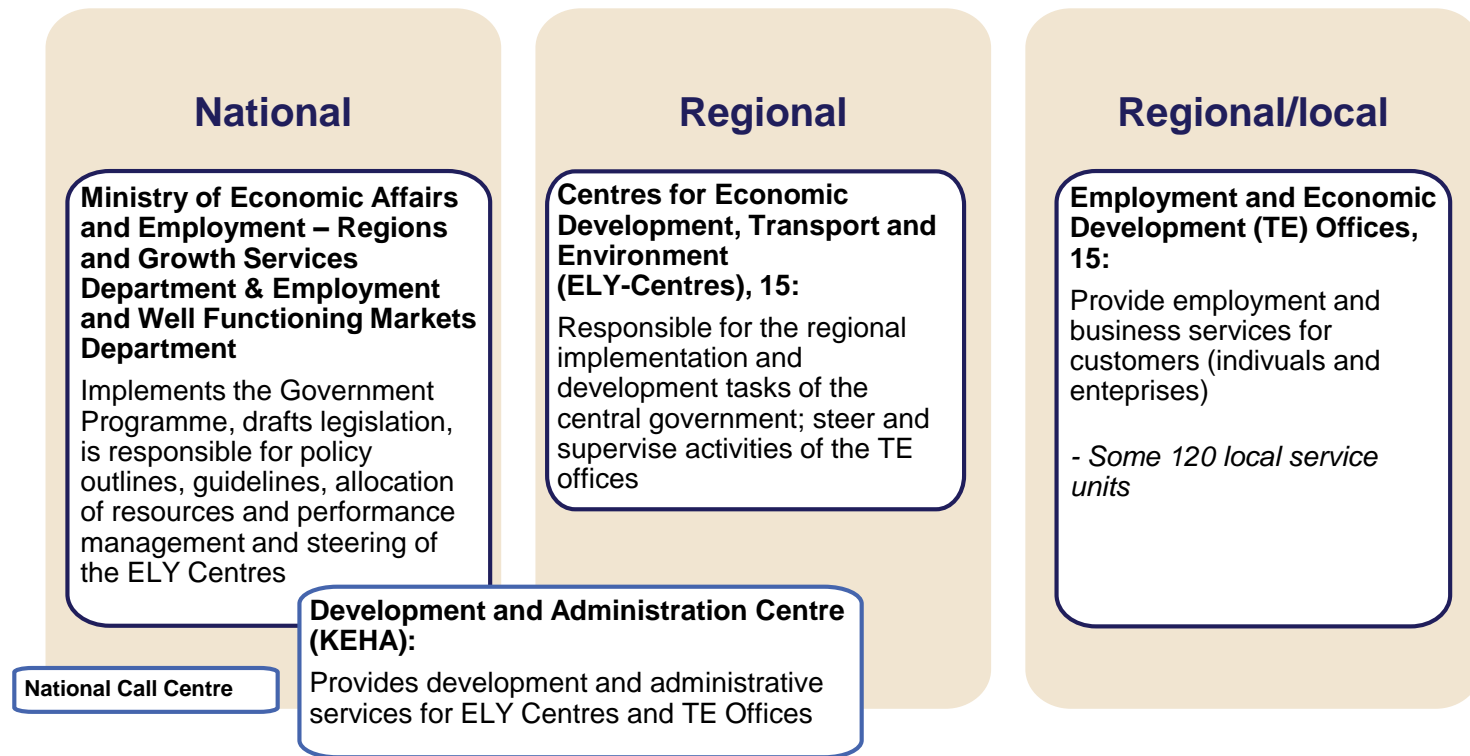 National
Ministry of Economic Affairs
and Employment – Regions
and Growth Services
Department & Employment
and Well Functioning Markets
Department
Implements the Government
Programme, drafts legislation,
is responsible for policy
outlines, guidelines, allocation
of resources and performance
management and steering of
the ELY Centres
National Call Centre
Development and Administration Centre
(KEHA):
Provides development and administrative
services for ELY Centres and TE Offices
Regional
Centres for Economic
Development, Transport and
Environment
(ELY-Centres), 15:
Responsible for the regional
implementation and
development tasks of the
central government; steer and
supervise activities of the TE
offices
Regional/local
Employment and Economic
Development (TE) Offices,
15:
Provide employment and
business services for
customers (indivuals and
enteprises)
- Some 120 local service
units